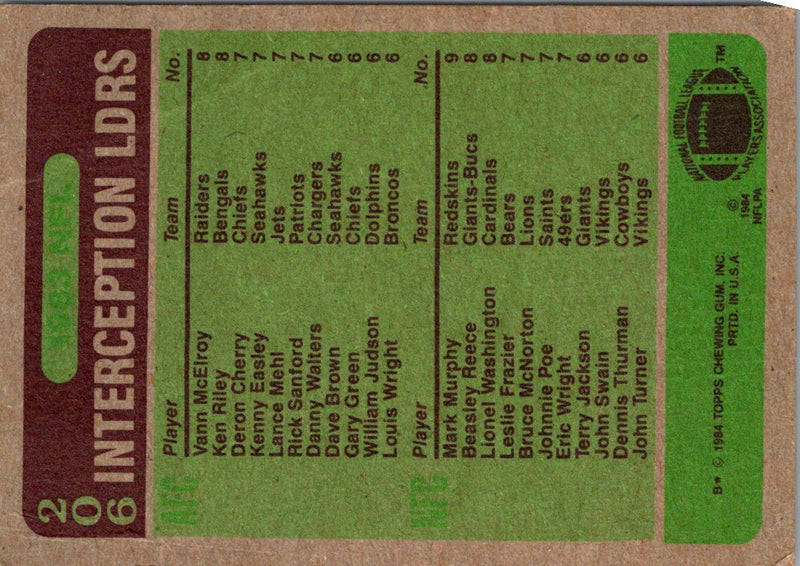 206
1983 NFL
INTERCEPTION LDRS
AFC
Player Team No.
Vann McElroy Raiders 8
Ken Riley Bengals 8
Deron Cherry Chiefs 7
Kenny Easley Seahawks 7
Lance Mehl Jets 7
Rick Sanford Patriots 7
Danny Walters Chargers 7
Dave Brown Seahawks 6
Gary Green Chiefs 6
William Judson Dolphins 6
Louis Wright Broncos 6
NFC
Player Team No.
Mark Murphy Redskins 9
Beasley Reece Giants-Bucs 8
Lionel Washington Cardinals 8
Leslie Frazier Bears 7
Bruce McNorton Lions 7
Johnnie Poe Saints 7
Eric Wright 49ers 7
Terry Jackson Giants 6
John Swain Vikings 6
Dennis Thurman Cowboys 6
John Turner Vikings 6
B* © 1984 TOPPS CHEWING GUM, INC.
PRTD. IN U.S.A.
© 1984 NFLPA
NATIONAL FOOTBALL LEAGUE
PLAYERS ASSOCIATION
TM